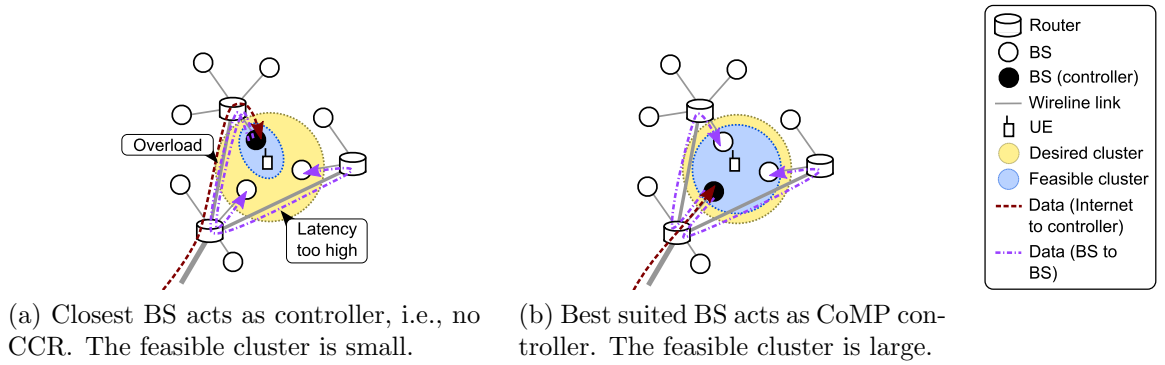 Overload
Latency
too high
(a) Closest BS acts as controller, i.e., no
CCR. The feasible cluster is small.
(b) Best suited BS acts as CoMP con-
troller. The feasible cluster is large.
Router
BS
BS (controller)
Wireline link
UE
Desired cluster
Feasible cluster
Data (Internet
to controller)
Data (BS to
BS)